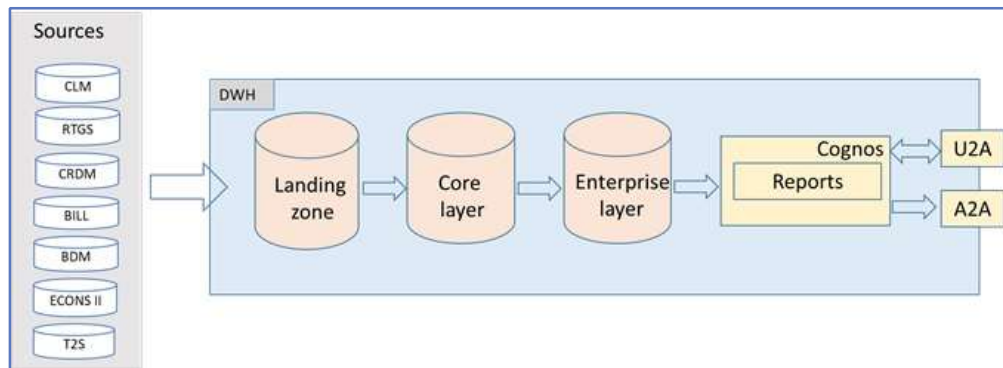 Sources
CLM
RTGS
CRDM
BILL
BDM
ECONS II
T2S
DWH
Landing
zone
Core
layer
Enterprise
layer
Cognos
Reports
U2A
A2A